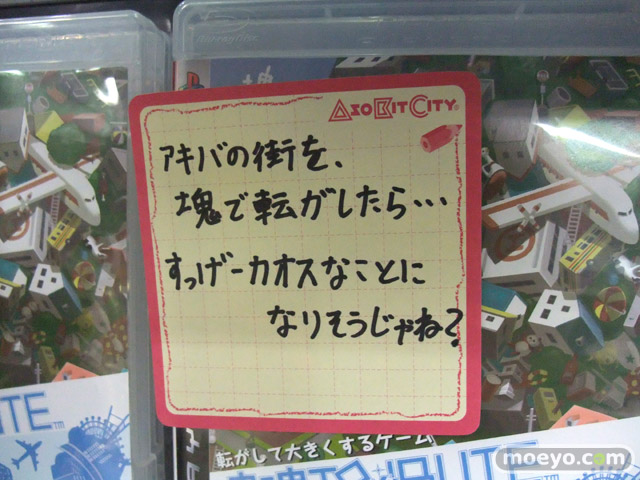 AsoBitCity
アキバの街を、
塊で転がしたら…
すっげーカオスなことに
なりそうじゃね?
転がして大きくするゲーム
moeyo.com